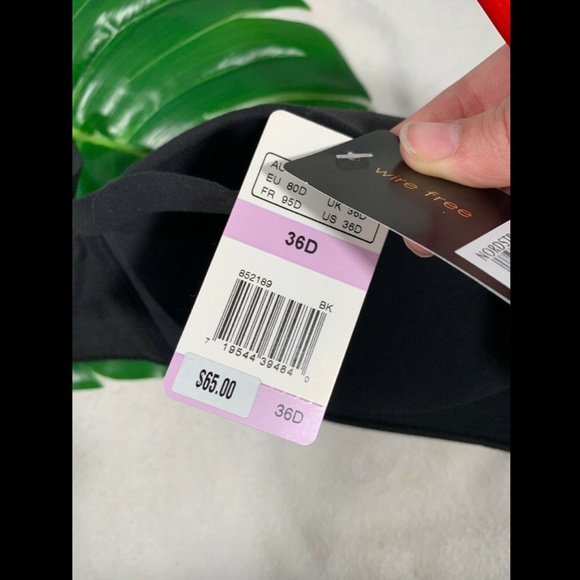 AU
EU 80D UK 36D
FR 95D US 36D
36D
852189
BK
7 19544 39484 0
$65.00
36D
wire free